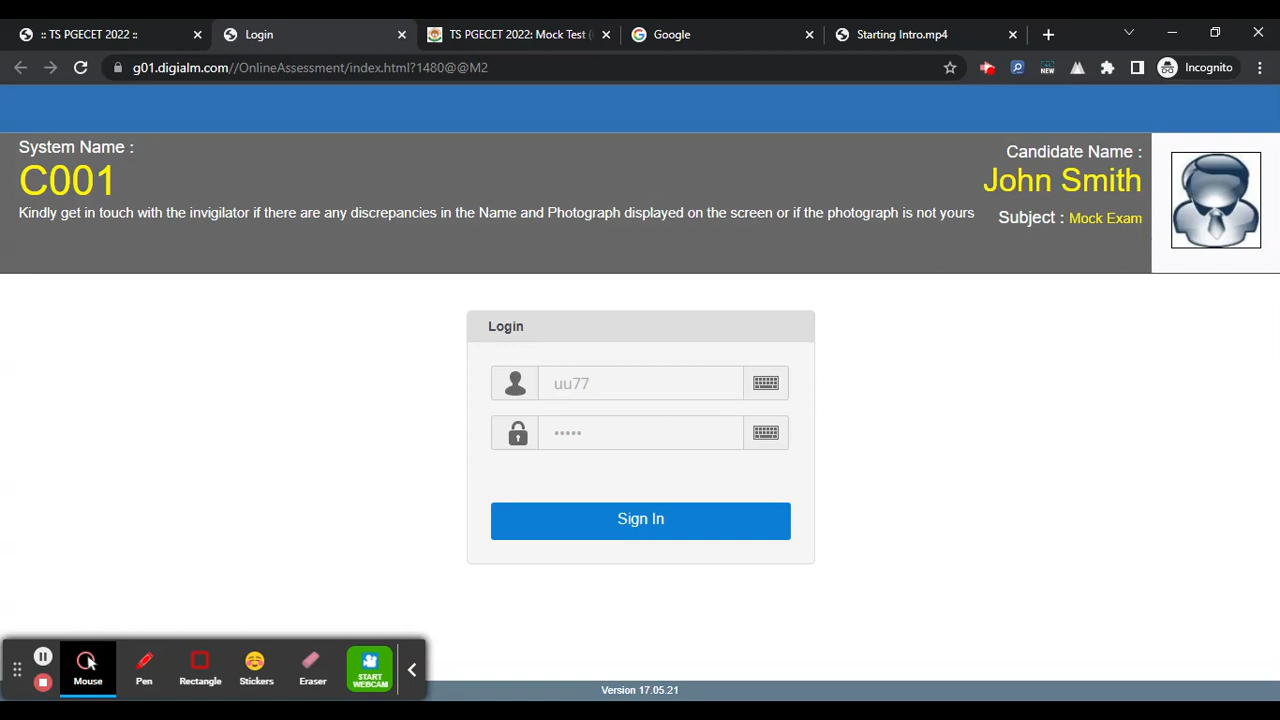 :: TS PGECET 2022 ::
Login
TS PGECET 2022: Mock Test (
Google
Starting Intro.mp4
g01.digialm.com//OnlineAssessment/index.html?1480@@M2
NEW
Incognito
System Name :
C001
Kindly get in touch with the invigilator if there are any discrepancies in the Name and Photograph displayed on the screen or if the photograph is not yours
Candidate Name :
John Smith
Subject : Mock Exam
Login
uu77
•••••
Sign In
Mouse
Pen
Rectangle
Stickers
Eraser
START
WEBCAM
Version 17.05.21